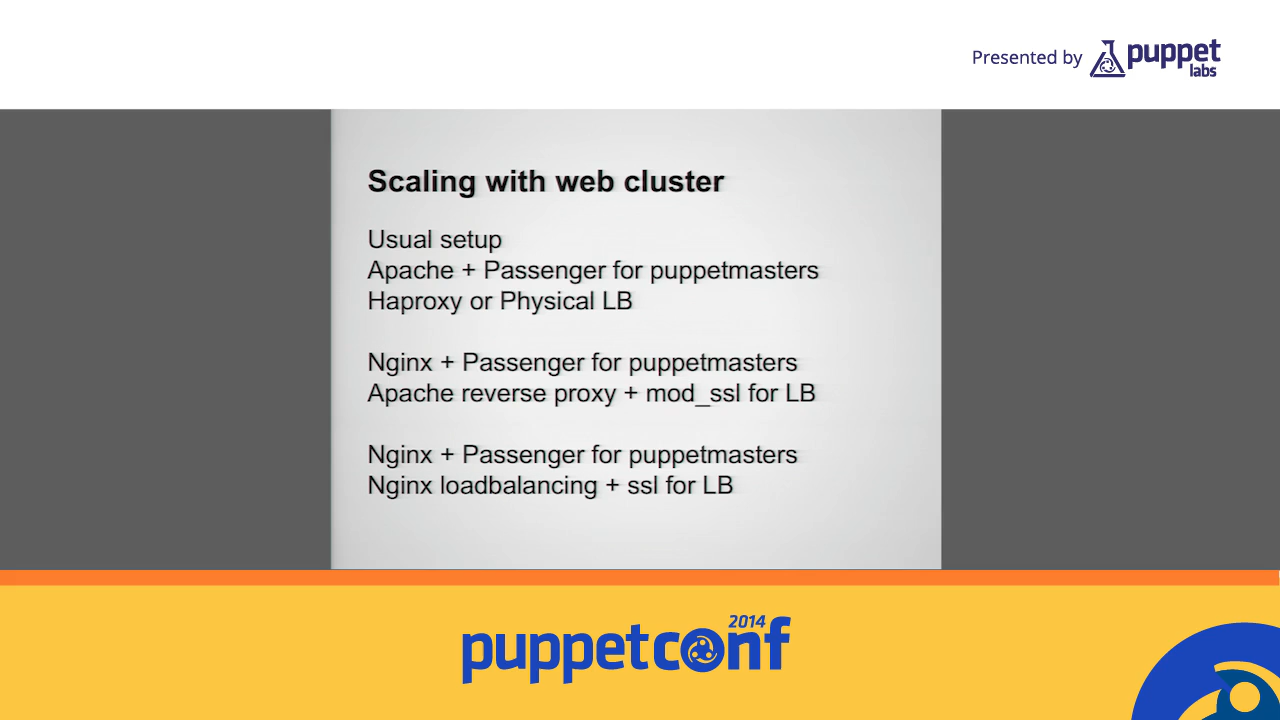 Presented by puppet labs
Scaling with web cluster
Usual setup
Apache + Passenger for puppetmasters
Haproxy or Physical LB
Nginx + Passenger for puppetmasters
Apache reverse proxy + mod_ssl for LB
Nginx + Passenger for puppetmasters
Nginx loadbalancing + ssl for LB
2014
puppetconf